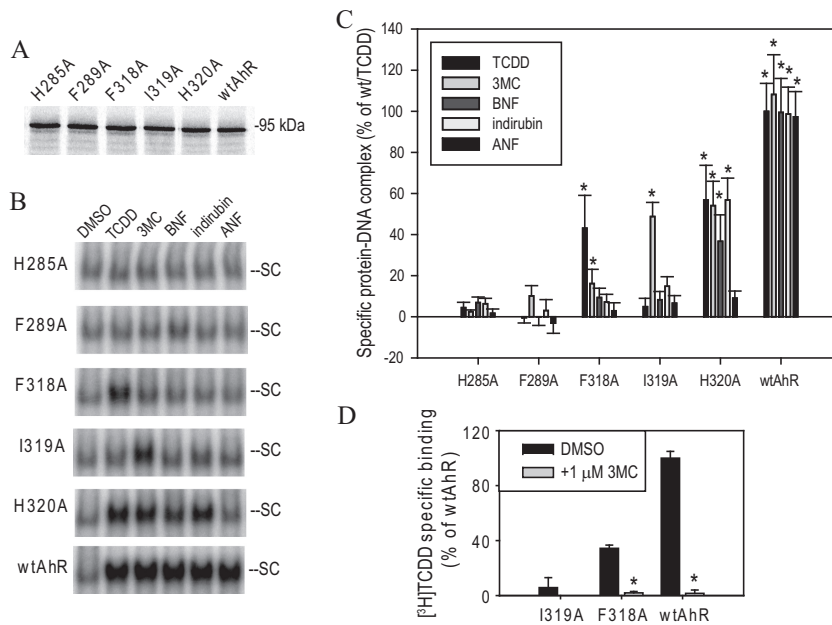 A
H285A F289A F318A I319A H320A wtAhR
-95 kDa
B
DMSO TCDD 3MC BNF indirubin ANF
H285A --SC
F289A --SC
F318A --SC
I319A --SC
H320A --SC
wtAhR --SC
C
Specific protein-DNA complex (% of wt/TCDD)
140
120
100
80
60
40
20
0
-20
TCDD
3MC
BNF
indirubin
ANF
* * * * * * * * * * * *
H285A F289A F318A I319A H320A wtAhR
D
[³H]TCDD specific binding
(% of wtAhR)
120
80
40
0
DMSO
+1 μM 3MC
* *
I319A F318A wtAhR